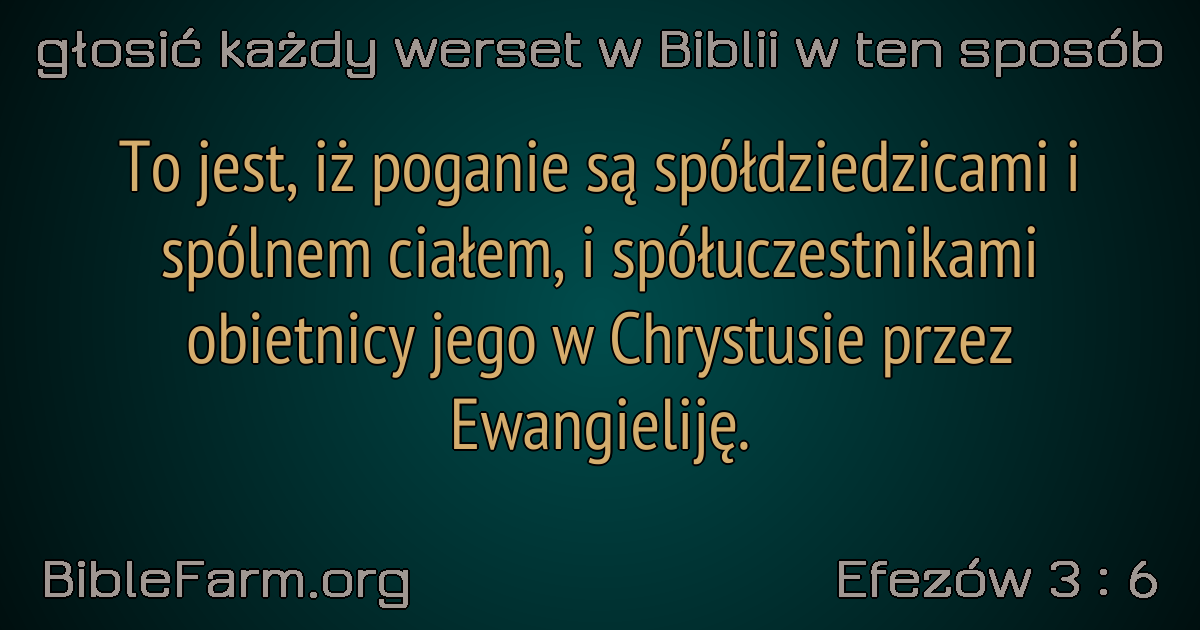 głosić każdy werset w Biblii w ten sposób
To jest, iż poganie są spółdziedzicami i
spólnem ciałem, i spółuczestnikami
obietnicy jego w Chrystusie przez
Ewangieliję.
BibleFarm.org
Efezów 3 : 6